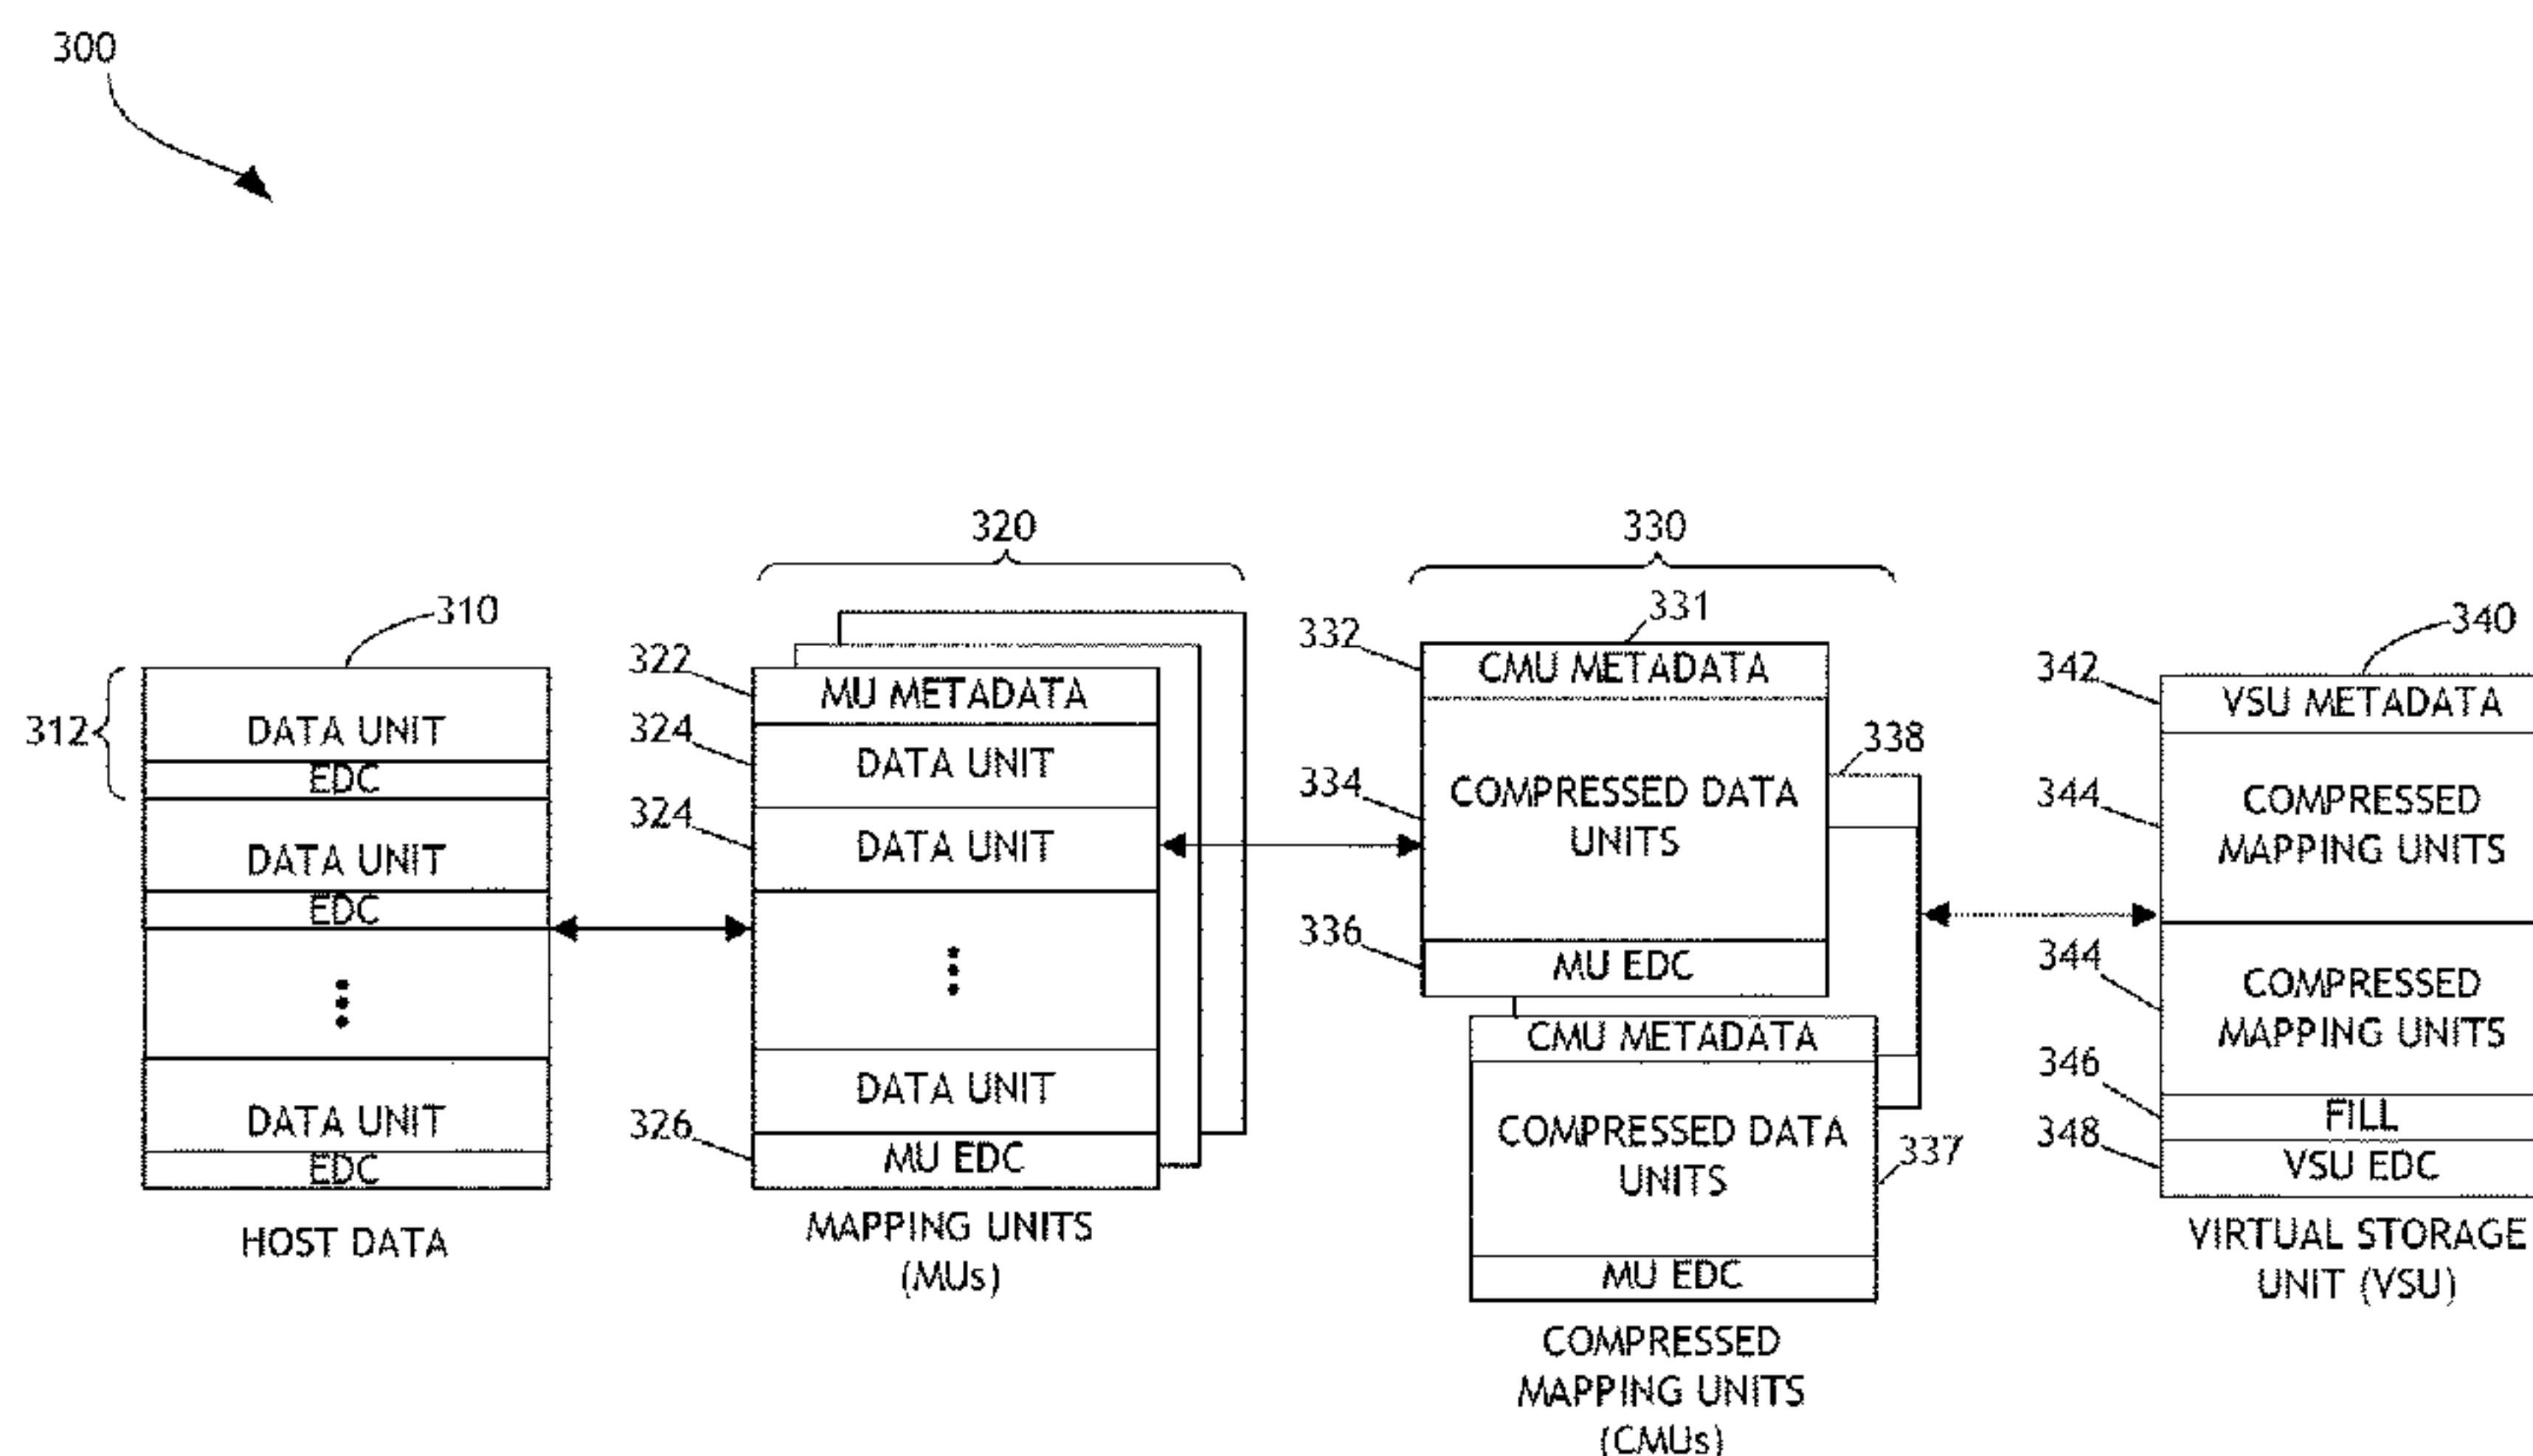 300
320
330
310
331
340
332
322
342
CMU METADATA
MU METADATA
VSU METADATA
312
DATA UNIT
324
DATA UNIT
338
EDC
334
COMPRESSED DATA
UNITS
344
COMPRESSED
MAPPING UNITS
324
DATA UNIT
DATA UNIT
EDC
336
MU EDC
344
COMPRESSED
MAPPING UNITS
CMU METADATA
346
FILL
DATA UNIT
DATA UNIT
EDC
326
MU EDC
COMPRESSED DATA
UNITS
337
348
VSU EDC
MU EDC
HOST DATA
MAPPING UNITS
(MUs)
COMPRESSED
MAPPING UNITS
(CMUs)
VIRTUAL STORAGE
UNIT (VSU)